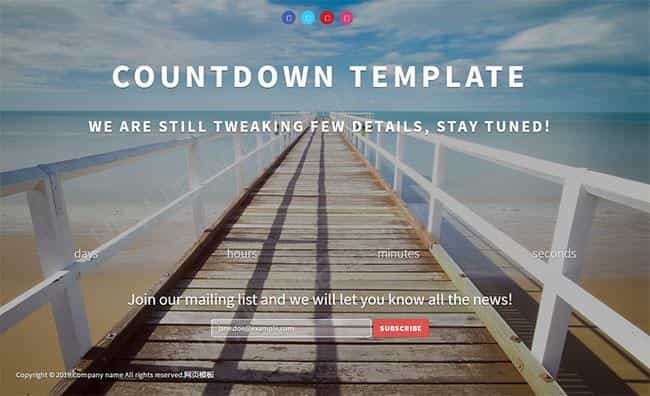 COUNTDOWN TEMPLATE
WE ARE STILL TWEAKING FEW DETAILS, STAY TUNED!
days hours minutes seconds
Join our mailing list and we will let you know all the news!
jane.doe@example.com SUBSCRIBE
Copyright © 2019.Company name All rights reserved.网页模板